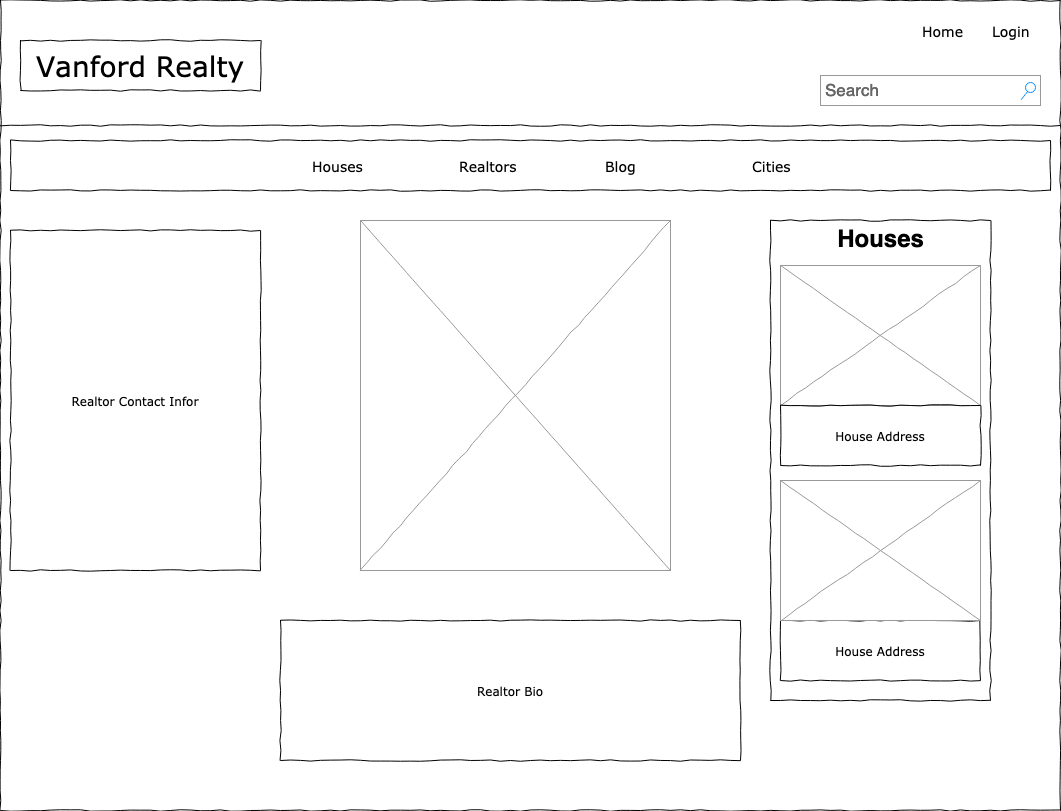 Home
Login
Vanford Realty
Search
Houses
Realtors
Blog
Cities
Realtor Contact Infor
Houses
House Address
House Address
Realtor Bio